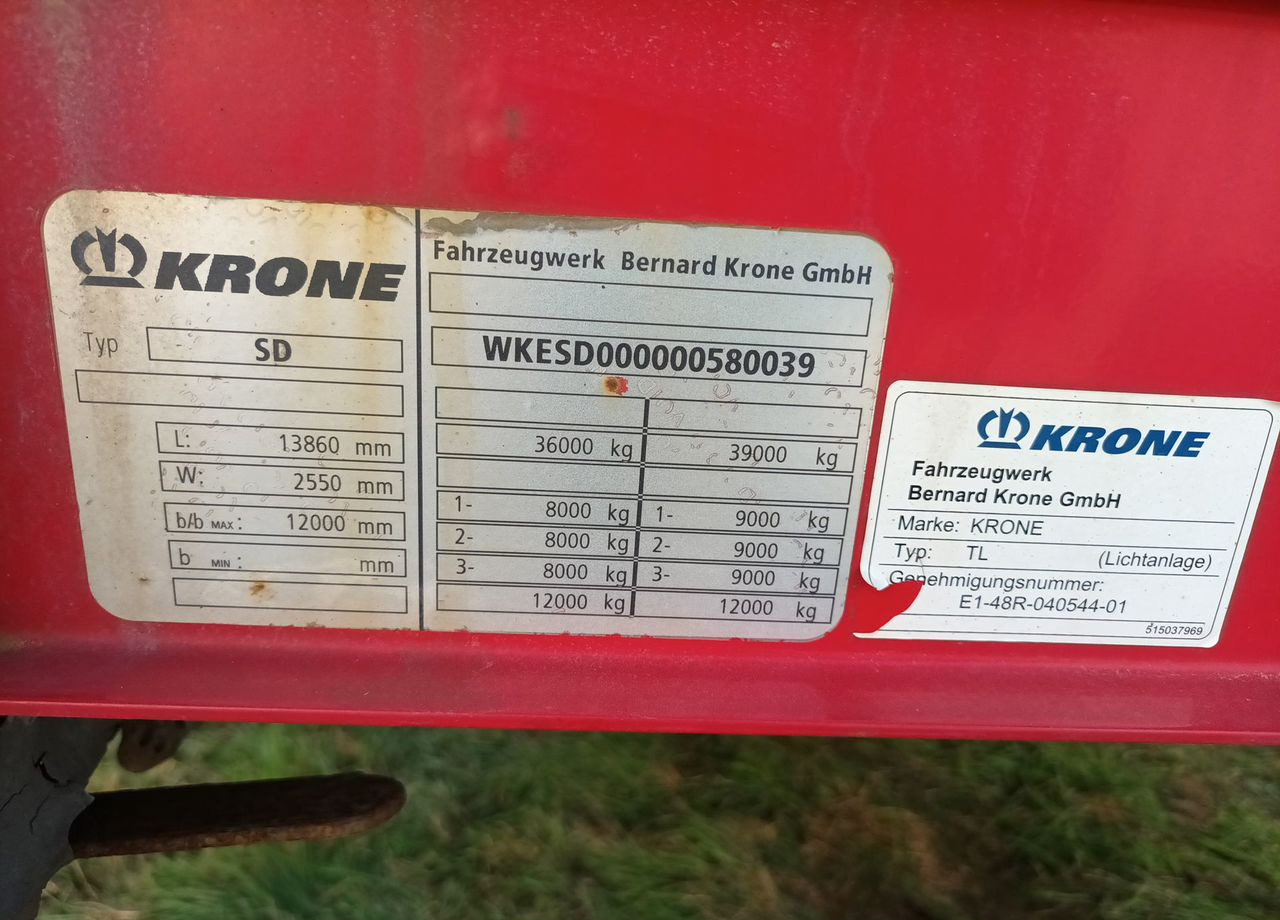 KRONE
Typ SD
L: 13860 mm
W: 2550 mm
b/b MAX: 12000 mm
b MIN: mm
Fahrzeugwerk Bernard Krone GmbH
WKESD000000580039
36000 kg 39000 kg
1- 8000 kg 1- 9000 kg
2- 8000 kg 2- 9000 kg
3- 8000 kg 3- 9000 kg
12000 kg 12000 kg
KRONE
Fahrzeugwerk
Bernard Krone GmbH
Marke: KRONE
Typ: TL (Lichtanlage)
Genehmigungsnummer:
E1-48R-040544-01
515037969